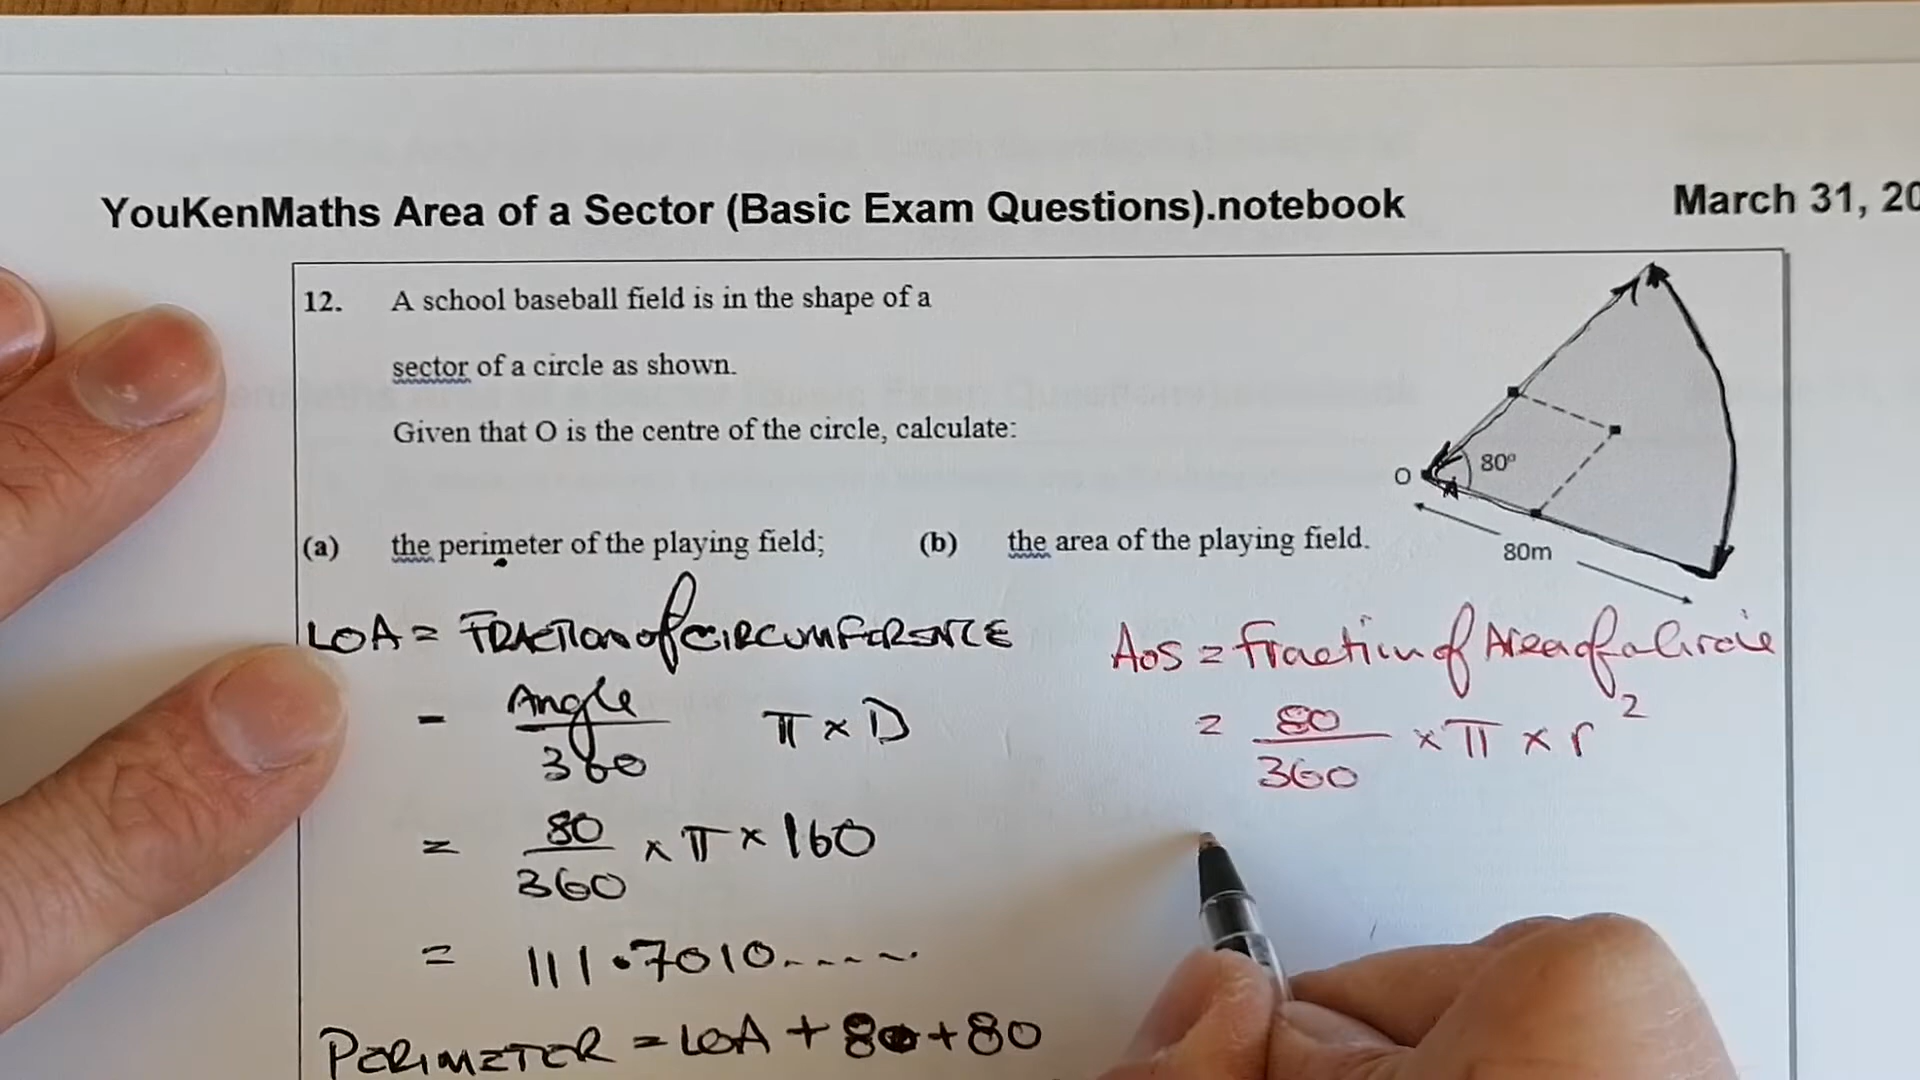 YouKenMaths Area of a Sector (Basic Exam Questions).notebook
March 31, 20
12. A school baseball field is in the shape of a
sector of a circle as shown.
Given that O is the centre of the circle, calculate:
O
80°
80m
(a) the perimeter of the playing field;
(b) the area of the playing field.
LOA = FRACTION of CIRCUMFERENCE
= Angle/360 π × D
= 80/360 × π × 160
= 111.7010.....
PERIMETER = LOA + 80 + 80
AOS = Fraction of Area of a Circle
= 80/360 × π × r²